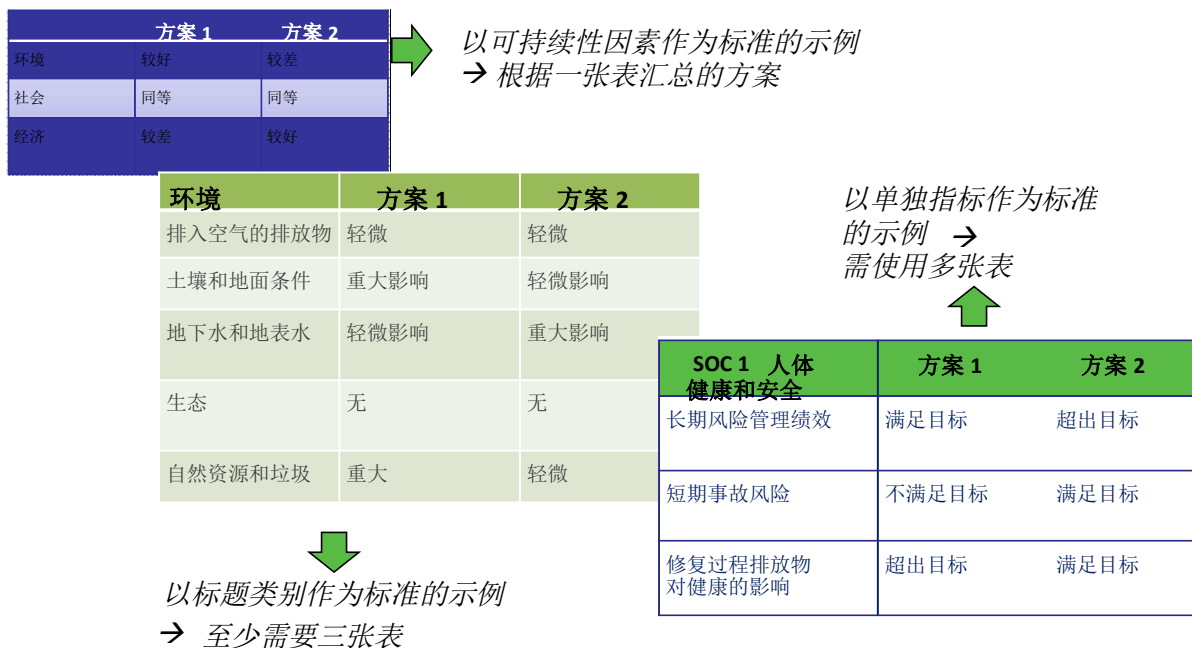 方案 1 方案 2
环境 较好 较差
社会 同等 同等
经济 较差 较好
以可持续性因素作为标准的示例
→ 根据一张表汇总的方案
环境 方案 1 方案 2
排入空气的排放物 轻微 轻微
土壤和地面条件 重大影响 轻微影响
地下水和地表水 轻微影响 重大影响
生态 无 无
自然资源和垃圾 重大 轻微
以标题类别作为标准的示例
→ 至少需要三张表
以单独指标作为标准
的示例 →
需使用多张表
SOC 1 人体
健康和安全
方案 1 方案 2
长期风险管理绩效 满足目标 超出目标
短期事故风险 不满足目标 满足目标
修复过程排放物
对健康的影响
超出目标 满足目标